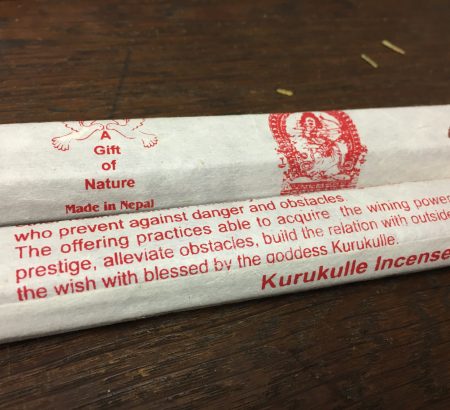 A
Gift
of
Nature
Made in Nepal
who prevent against danger and obstacles.
The offering practices able to acquire the wining power
prestige, alleviate obstacles, build the relation with outside
the wish with blessed by the goddess Kurukulle.
Kurukulle Incense